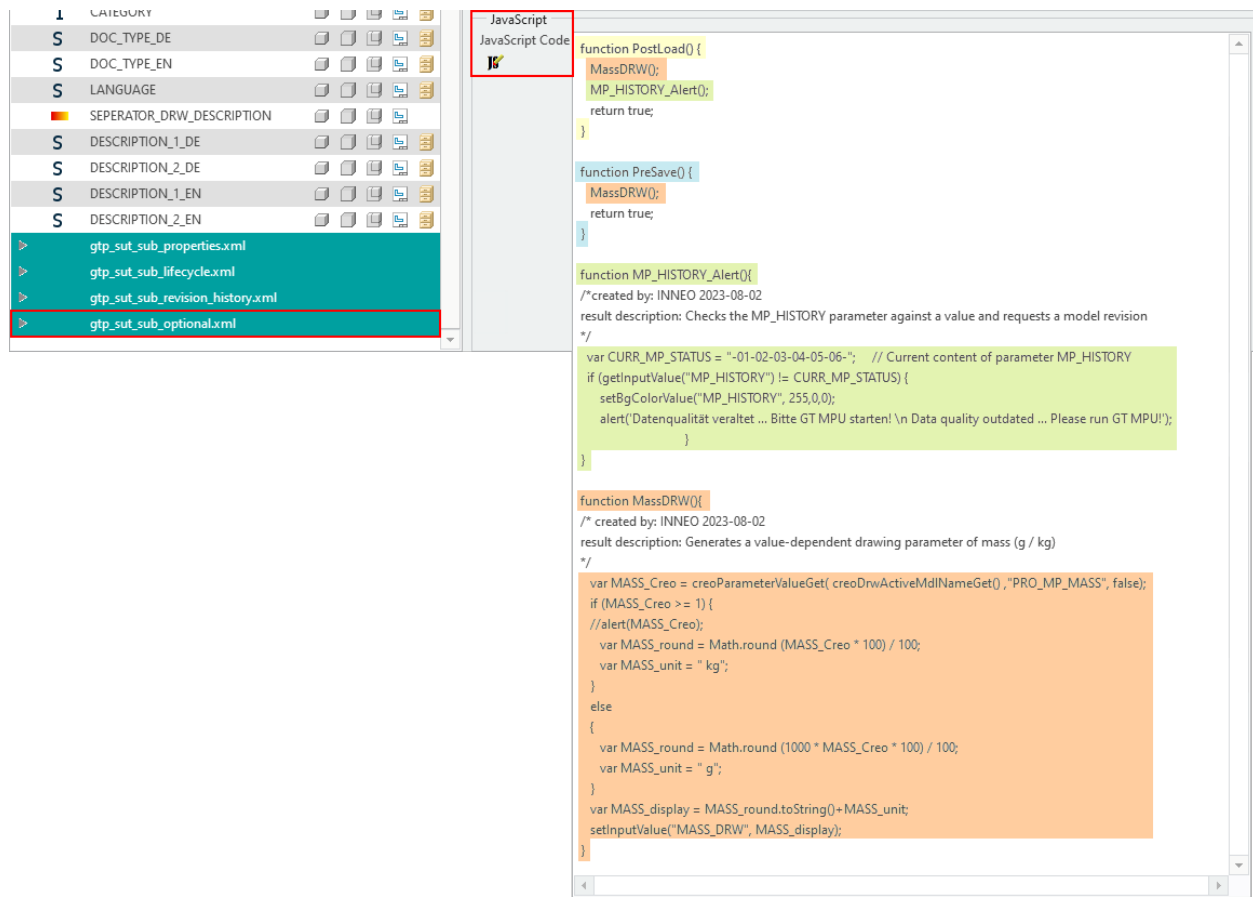 I CATEGORY
S DOC_TYPE_DE
S DOC_TYPE_EN
S LANGUAGE
SEPERATOR_DRW_DESCRIPTION
S DESCRIPTION_1_DE
S DESCRIPTION_2_DE
S DESCRIPTION_1_EN
S DESCRIPTION_2_EN
gtp_sut_sub_properties.xml
gtp_sut_sub_lifecycle.xml
gtp_sut_sub_revision_history.xml
gtp_sut_sub_optional.xml
JavaScript
JavaScript Code
function PostLoad() {
MassDRW();
MP_HISTORY_Alert();
return true;
}
function PreSave() {
MassDRW();
return true;
}
function MP_HISTORY_Alert(){
/*created by: INNEO 2023-08-02
result description: Checks the MP_HISTORY parameter against a value and requests a model revision
*/
var CURR_MP_STATUS = "-01-02-03-04-05-06-"; // Current content of parameter MP_HISTORY
if (getInputValue("MP_HISTORY") != CURR_MP_STATUS) {
setBgColorValue("MP_HISTORY", 255,0,0);
alert('Datenqualität veraltet ... Bitte GT MPU starten! \n Data quality outdated ... Please run GT MPU!');
}
}
function MassDRW(){
/* created by: INNEO 2023-08-02
result description: Generates a value-dependent drawing parameter of mass (g / kg)
*/
var MASS_Creo = creoParameterValueGet( creoDrwActiveMdlNameGet() ,"PRO_MP_MASS", false);
if (MASS_Creo >= 1) {
//alert(MASS_Creo);
var MASS_round = Math.round (MASS_Creo * 100) / 100;
var MASS_unit = " kg";
}
else
{
var MASS_round = Math.round (1000 * MASS_Creo * 100) / 100;
var MASS_unit = " g";
}
var MASS_display = MASS_round.toString()+MASS_unit;
setInputValue("MASS_DRW", MASS_display);
}